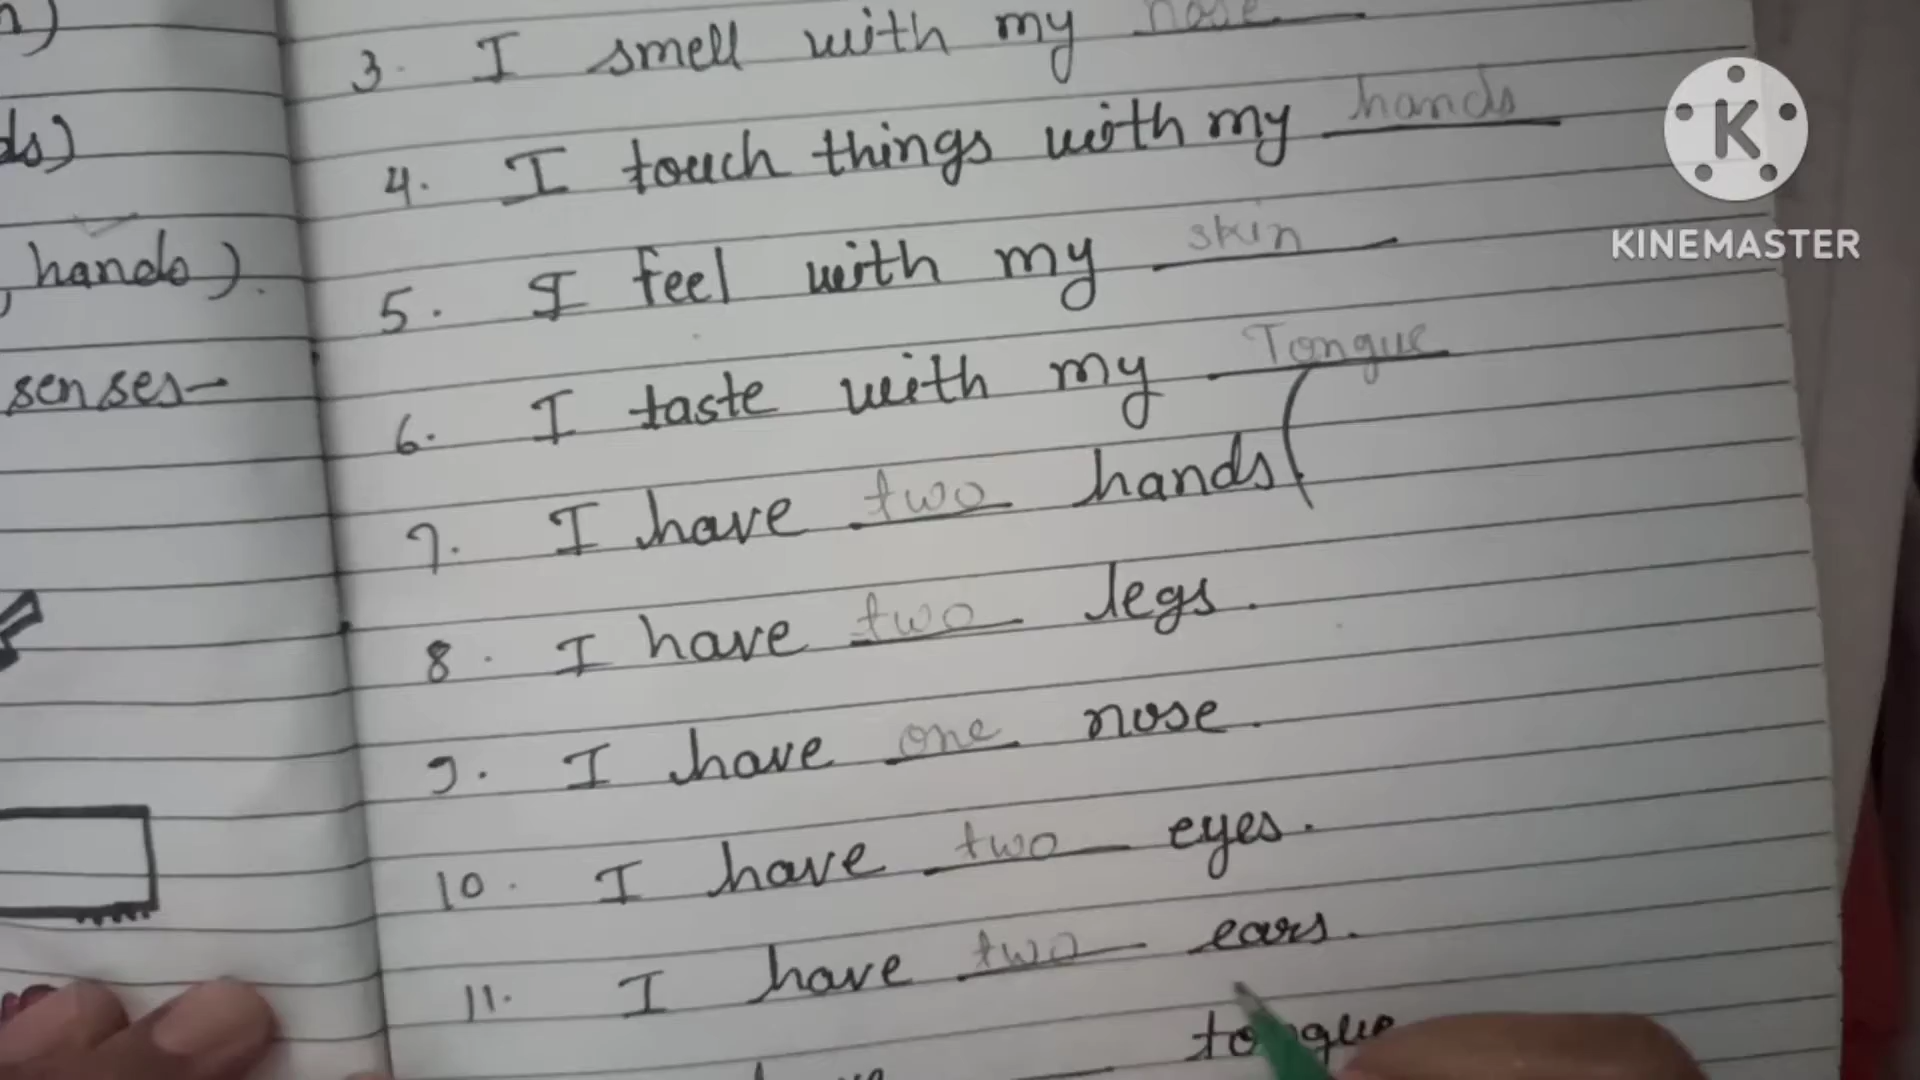 ds)
, hands).
senses-
3. I smell with my nose
4. I touch things with my hands
5. I feel with my skin
6. I taste with my Tongue
7. I have two hands
8. I have two legs.
9. I have one nose.
10. I have two eyes.
11. I have two ears.
tongue
K
KINEMASTER